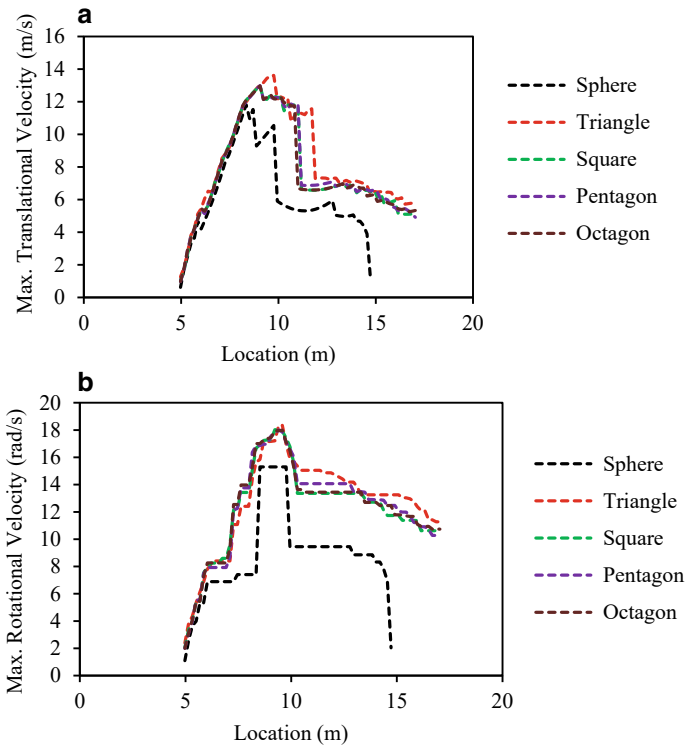 a
Max. Translational Velocity (m/s)
16
14
12
10
8
6
4
2
0
0 5 10 15 20
Location (m)
Sphere
Triangle
Square
Pentagon
Octagon
b
Max. Rotational Velocity (rad/s)
20
18
16
14
12
10
8
6
4
2
0
0 5 10 15 20
Location (m)
Sphere
Triangle
Square
Pentagon
Octagon